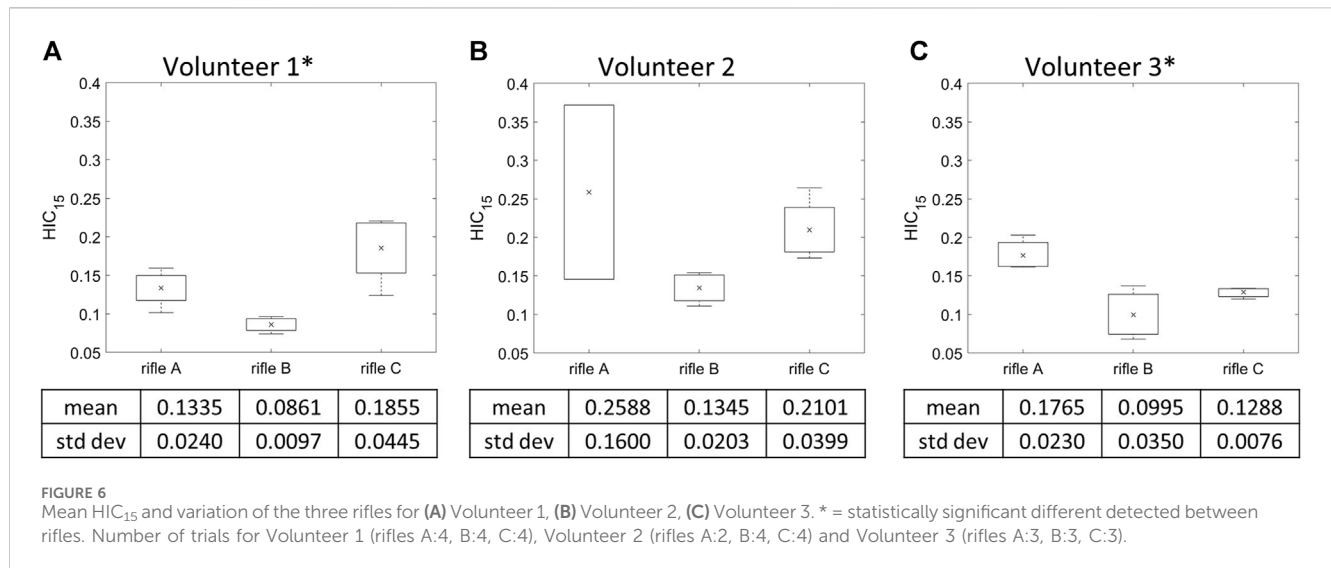 A
Volunteer 1*
0.4
0.35
0.3
0.25
0.2
0.15
0.1
0.05
HIC15
rifle A rifle B rifle C
mean 0.1335 0.0861 0.1855
std dev 0.0240 0.0097 0.0445
B
Volunteer 2
0.4
0.35
0.3
0.25
0.2
0.15
0.1
0.05
HIC15
rifle A rifle B rifle C
mean 0.2588 0.1345 0.2101
std dev 0.1600 0.0203 0.0399
C
Volunteer 3*
0.4
0.35
0.3
0.25
0.2
0.15
0.1
0.05
HIC15
rifle A rifle B rifle C
mean 0.1765 0.0995 0.1288
std dev 0.0230 0.0350 0.0076
FIGURE 6
Mean HIC15 and variation of the three rifles for (A) Volunteer 1, (B) Volunteer 2, (C) Volunteer 3. * = statistically significant different detected between
rifles. Number of trials for Volunteer 1 (rifles A:4, B:4, C:4), Volunteer 2 (rifles A:2, B:4, C:4) and Volunteer 3 (rifles A:3, B:3, C:3).